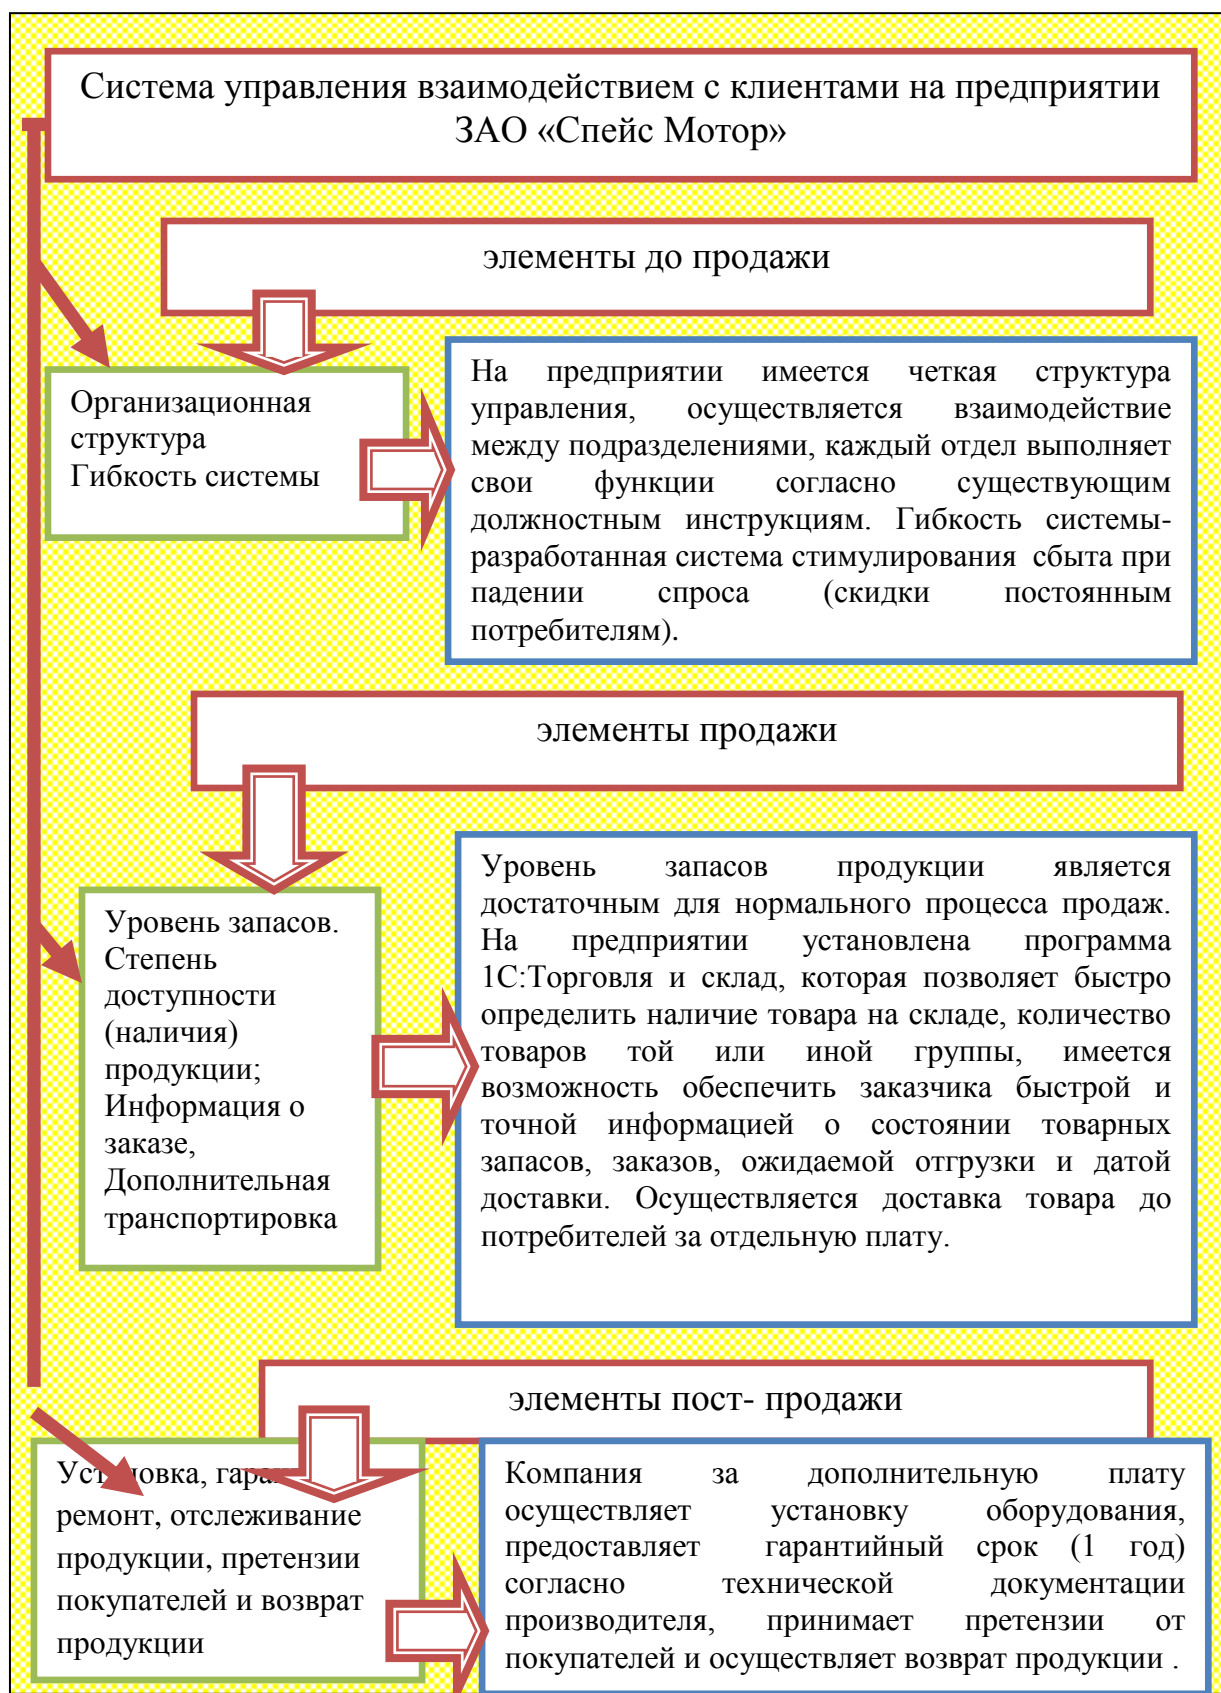 Система управления взаимодействием с клиентами на предприятии
ЗАО «Спейс Мотор»
элементы до продажи
Организационная
структура
Гибкость системы
На предприятии имеется четкая структура
управления, осуществляется взаимодействие
между подразделениями, каждый отдел выполняет
свои функции согласно существующим
должностным инструкциям. Гибкость системы-
разработанная система стимулирования сбыта при
падении спроса (скидки постоянным
потребителям).
элементы продажи
Уровень запасов.
Степень
доступности
(наличия)
продукции;
Информация о
заказе,
Дополнительная
транспортировка
Уровень запасов продукции является
достаточным для нормального процесса продаж.
На предприятии установлена программа
1С:Торговля и склад, которая позволяет быстро
определить наличие товара на складе, количество
товаров той или иной группы, имеется
возможность обеспечить заказчика быстрой и
точной информацией о состоянии товарных
запасов, заказов, ожидаемой отгрузки и датой
доставки. Осуществляется доставка товара до
потребителей за отдельную плату.
элементы пост- продажи
Установка,
ремонт, отслеживание
продукции, претензии
покупателей и возврат
продукции
Компания за дополнительную плату
осуществляет установку оборудования,
предоставляет гарантийный срок (1 год)
согласно технической документации
производителя, принимает претензии от
покупателей и осуществляет возврат продукции .